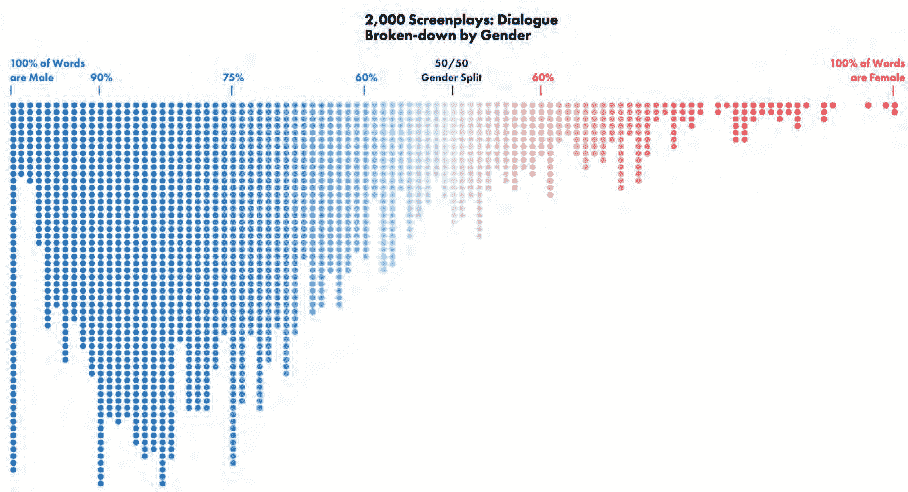 2,000 Screenplays: Dialogue
Broken-down by Gender
100% of Words
are Male
90%
75%
60%
50/50
Gender Split
60%
100% of Words
are Female